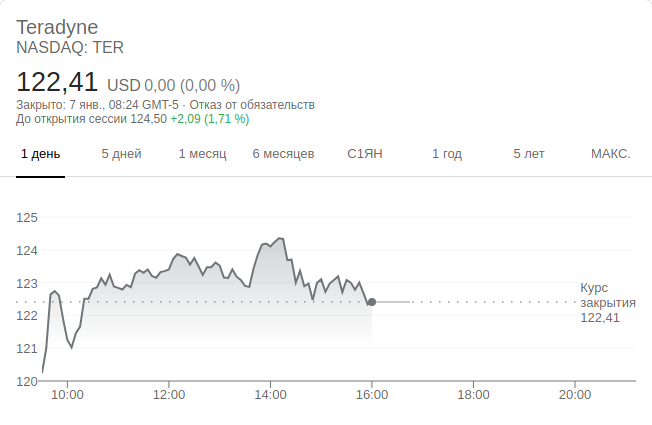 Teradyne
NASDAQ: TER
122,41 USD 0,00 (0,00 %)
Закрыто: 7 янв., 08:24 GMT-5 · Отказ от обязательств
До открытия сессии 124,50 +2,09 (1,71 %)
1 день 5 дней 1 месяц 6 месяцев С1ЯН 1 год 5 лет МАКС.
125
124
123
122
121
120
Курс
закрытия
122,41
10:00 12:00 14:00 16:00 18:00 20:00